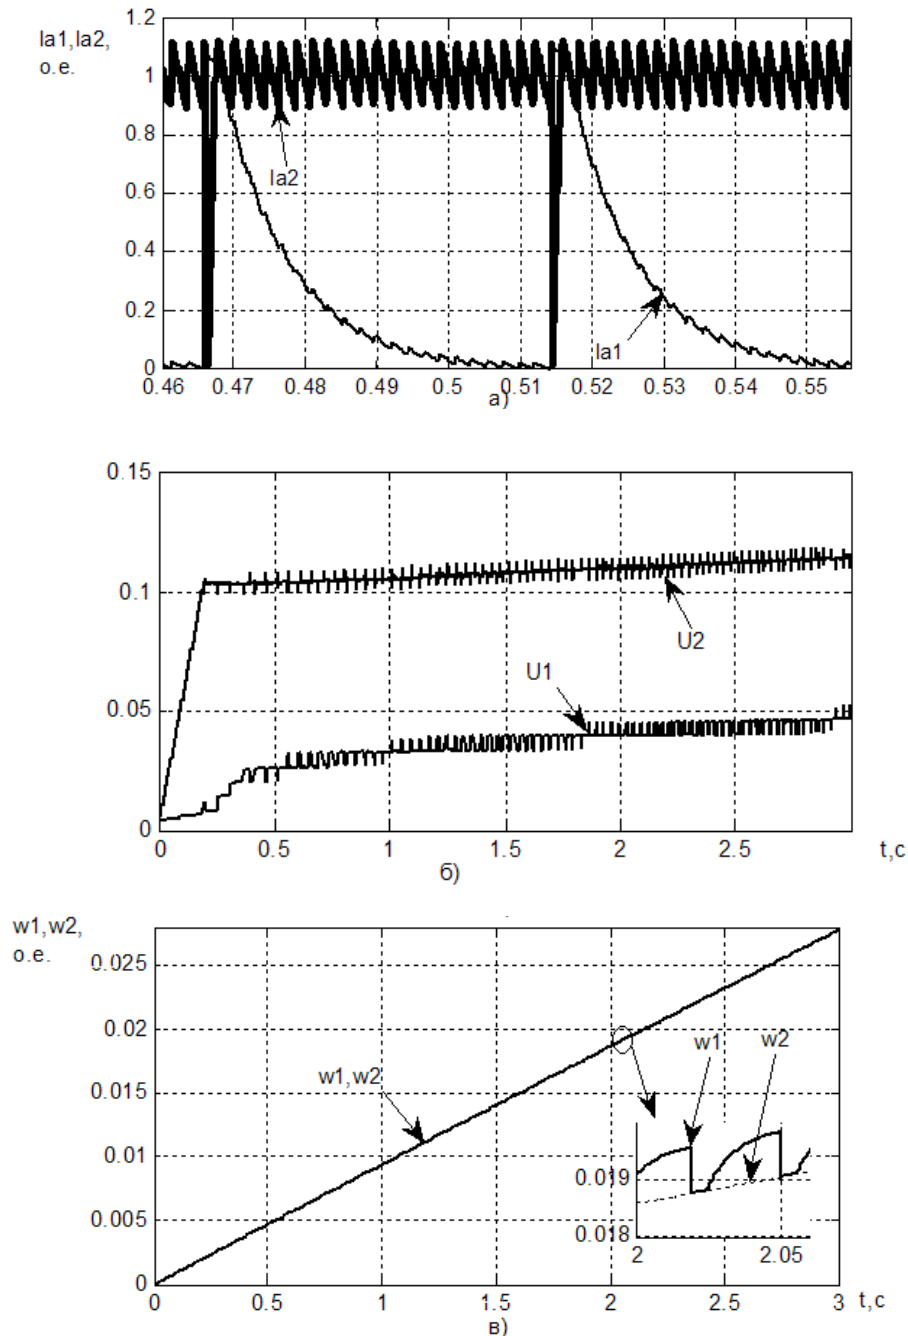 Ia1,Ia2,
o.e.
1.2
1
0.8
0.6
0.4
0.2
0
Ia2
Ia1
0.46 0.47 0.48 0.49 0.5 0.51 0.52 0.53 0.54 0.55
а)
0.15
0.1
0.05
0
U2
U1
0 0.5 1 1.5 2 2.5 t,c
б)
w1,w2,
o.e.
0.025
0.02
0.015
0.01
0.005
0
w1,w2
w1 w2
0.019
0.018
2 2.05
0 0.5 1 1.5 2 2.5 3 t,c
в)